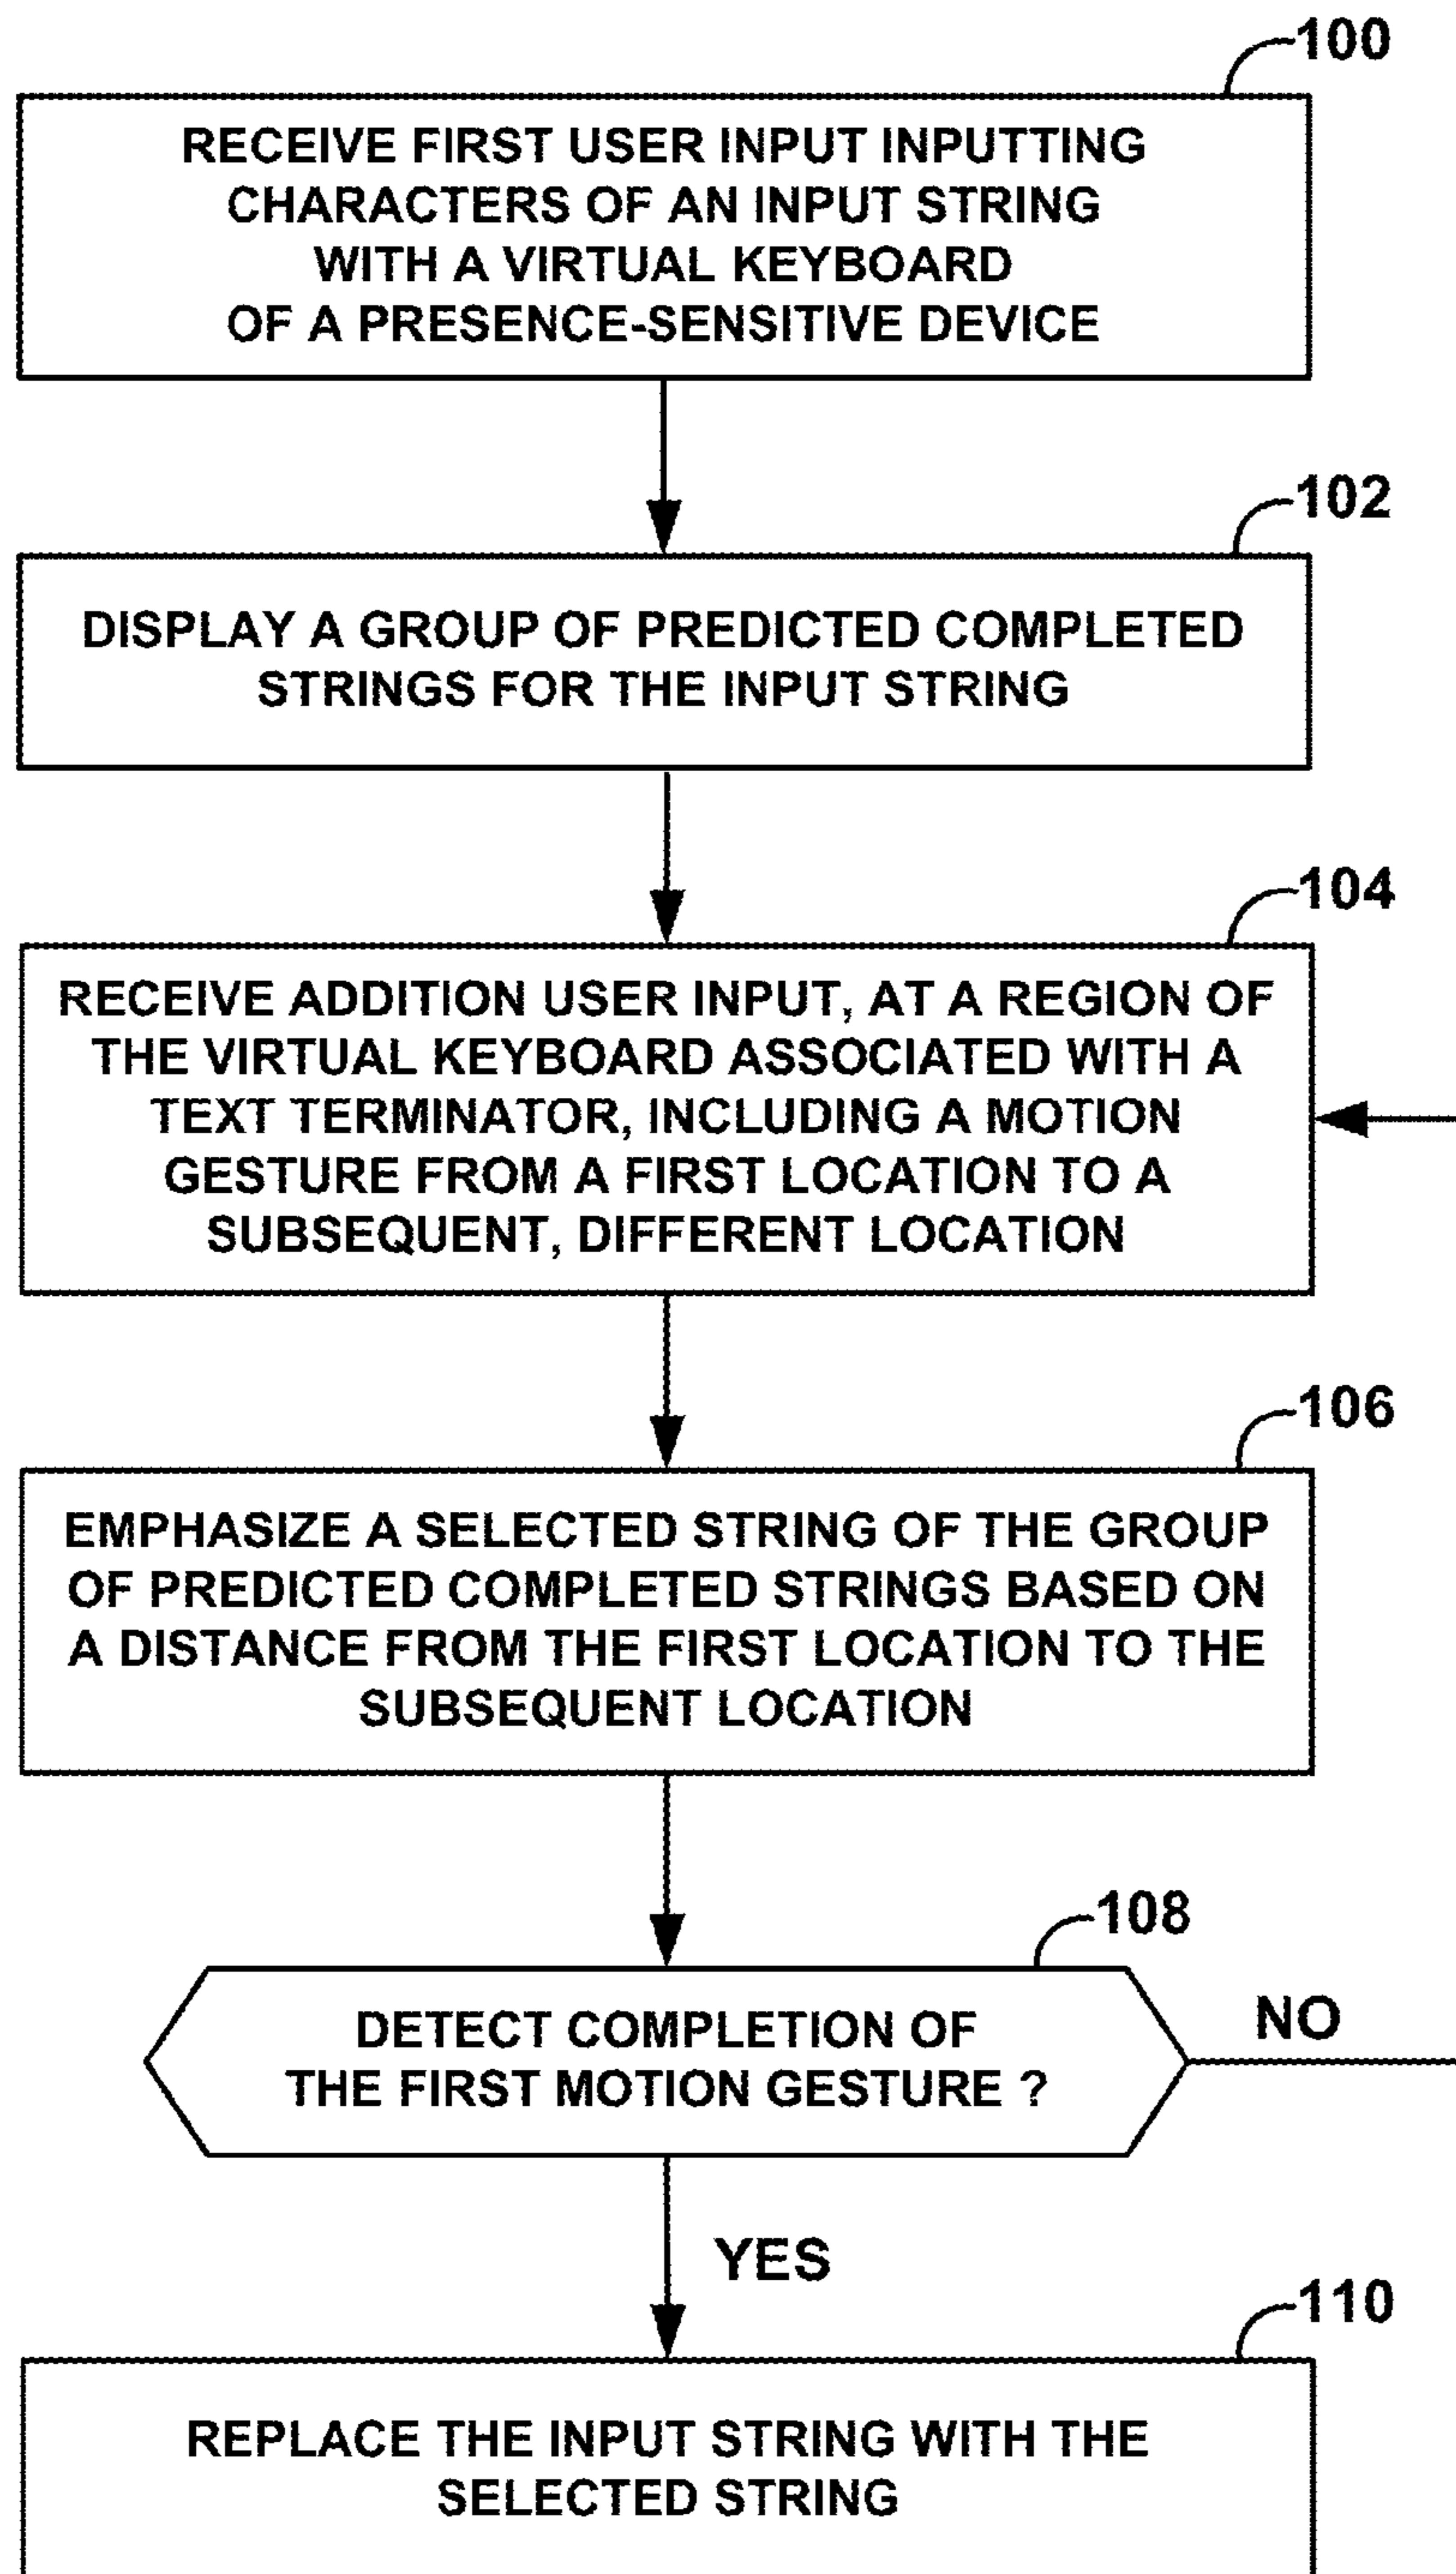 100
RECEIVE FIRST USER INPUT INPUTTING
CHARACTERS OF AN INPUT STRING
WITH A VIRTUAL KEYBOARD
OF A PRESENCE-SENSITIVE DEVICE
102
DISPLAY A GROUP OF PREDICTED COMPLETED
STRINGS FOR THE INPUT STRING
104
RECEIVE ADDITION USER INPUT, AT A REGION OF
THE VIRTUAL KEYBOARD ASSOCIATED WITH A
TEXT TERMINATOR, INCLUDING A MOTION
GESTURE FROM A FIRST LOCATION TO A
SUBSEQUENT, DIFFERENT LOCATION
106
EMPHASIZE A SELECTED STRING OF THE GROUP
OF PREDICTED COMPLETED STRINGS BASED ON
A DISTANCE FROM THE FIRST LOCATION TO THE
SUBSEQUENT LOCATION
108
DETECT COMPLETION OF
THE FIRST MOTION GESTURE ?
NO
YES
110
REPLACE THE INPUT STRING WITH THE
SELECTED STRING